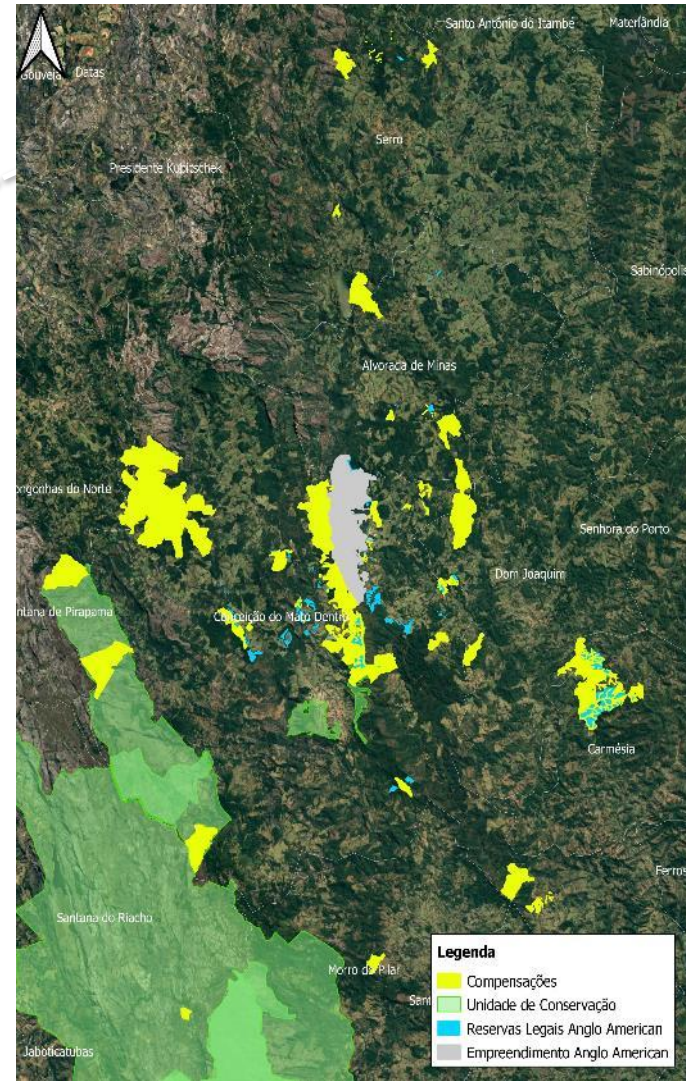 Santo Antônio do Itambé
Materlândia
Gouveia
Datas
Serro
Presidente Kubitschek
Sabinópolis
Alvorada de Minas
ongonhas do Norte
Senhora do Porto
Dom Joaquim
ntana de Pirapama
Conceição do Mato Dentro
Carmésia
Ferros
Santana do Riacho
Morro do Pilar
Sant
Jaboticatubas
Legenda
Compensações
Unidade de Conservação
Reservas Legais Anglo American
Empreendimento Anglo American